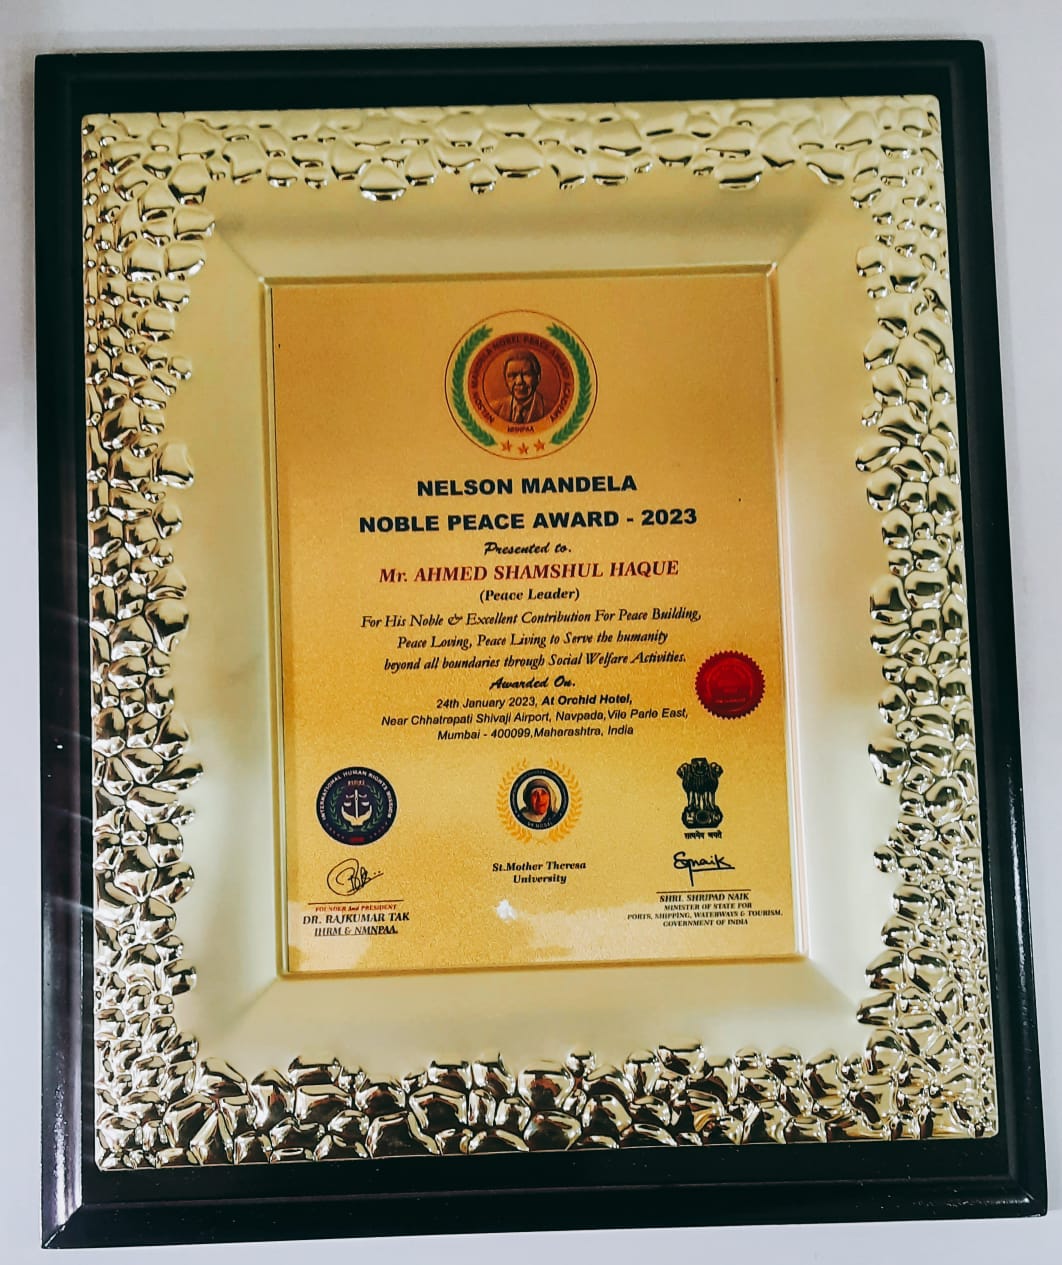 NELSON MANDELA NOBEL PEACE AWARD ACADEMY
NMNPAA
NELSON MANDELA
NOBLE PEACE AWARD - 2023
Presented to.
Mr. AHMED SHAMSHUL HAQUE
(Peace Leader)
For His Noble & Excellent Contribution For Peace Building,
Peace Loving, Peace Living to Serve the humanity
beyond all boundaries through Social Welfare Activities.
Awarded On.
24th January 2023, At Orchid Hotel,
Near Chhatrapati Shivaji Airport, Navpada,Vile Parle East,
Mumbai - 400099,Maharashtra, India
INTERNATIONAL HUMAN RIGHTS MISSION
सत्यमेव जयते
St.Mother Theresa
University
FOUNDER And PRESIDENT
DR. RAJKUMAR TAK
IHRM & NMNPAA.
SHRI. SHRIPAD NAIK
MINISTER OF STATE FOR
PORTS, SHIPPING, WATERWAYS & TOURISM.
GOVERNMENT OF INDIA